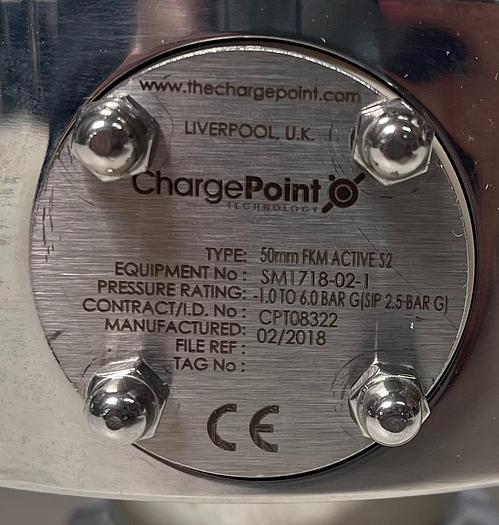 www.thechargepoint.com
LIVERPOOL, U.K.
ChargePoint
TECHNOLOGY
TYPE: 50mm FKM ACTIVE S2
EQUIPMENT No : SM1718-02-1
PRESSURE RATING: -1.0 TO 6.0 BAR G(SIP 2.5 BAR G)
CONTRACT/I.D. No : CPT08322
MANUFACTURED: 02/2018
FILE REF :
TAG No :
CE